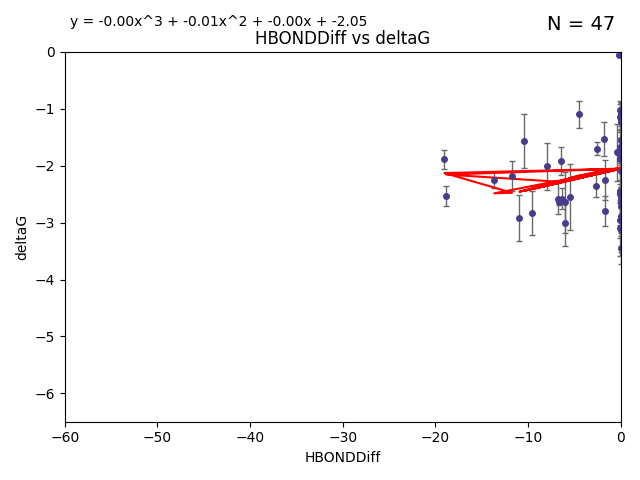 y = -0.00x^3 + -0.01x^2 + -0.00x + -2.05
N = 47
HBONDDiff vs deltaG
deltaG
0
−1
−2
−3
−4
−5
−6
−60
−50
−40
−30
−20
−10
0
HBONDDiff